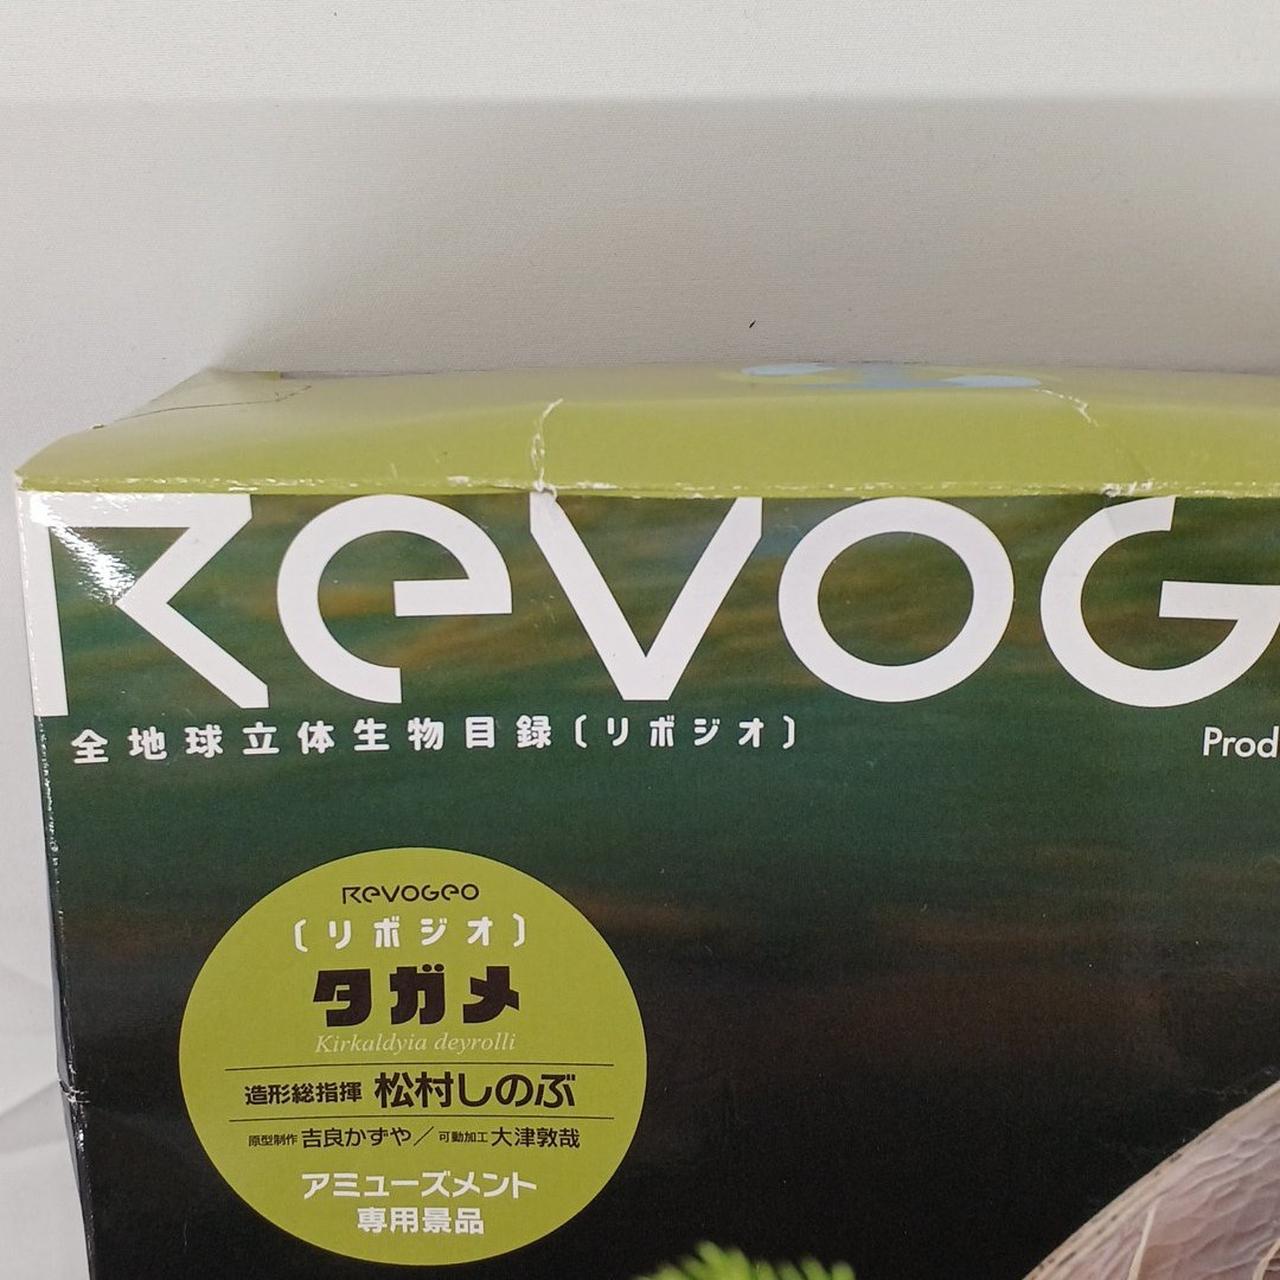 Revog
全地球立体生物目録〔リボジオ〕
Prod
RevoGeo
〔リボジオ〕
タガメ
Kirkaldyia deyrolli
造形総指揮 松村しのぶ
原型制作 吉良かずや／可動加工 大津敦哉
アミューズメント
専用景品